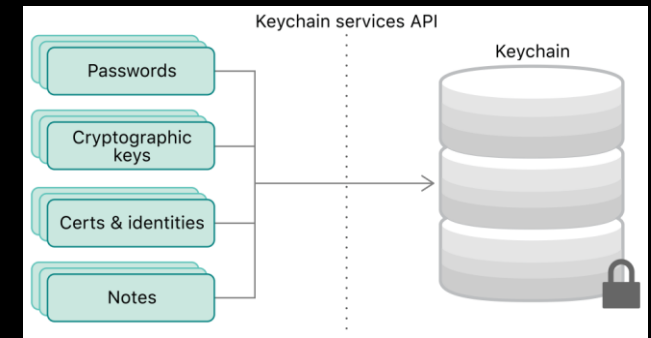 Keychain services API
Keychain
Passwords
Cryptographic
keys
Certs & identities
Notes